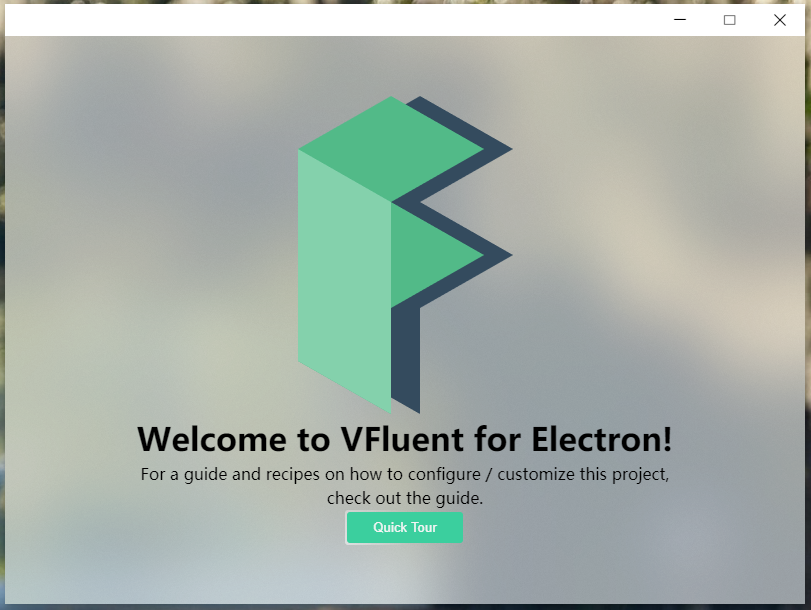 Welcome to VFluent for Electron!
For a guide and recipes on how to configure / customize this project,
check out the guide.
Quick Tour